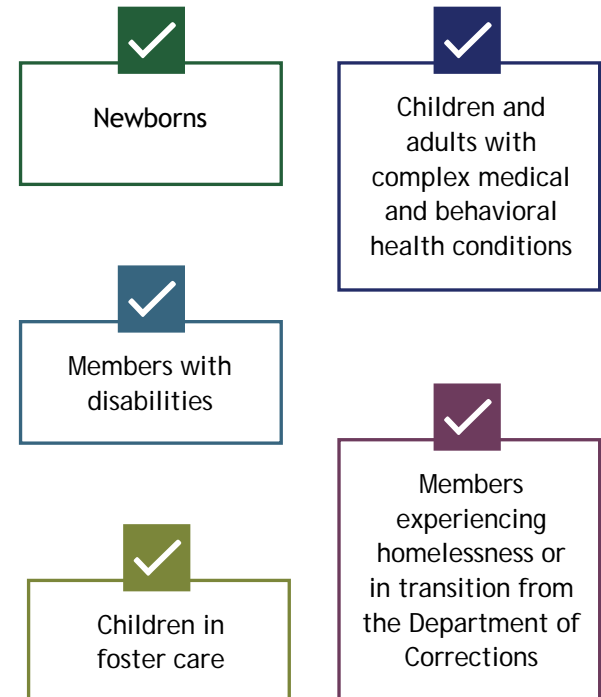 Newborns
Children and
adults with
complex medical
and behavioral
health conditions
Members with
disabilities
Members
experiencing
homelessness or
in transition from
the Department of
Corrections
Children in
foster care